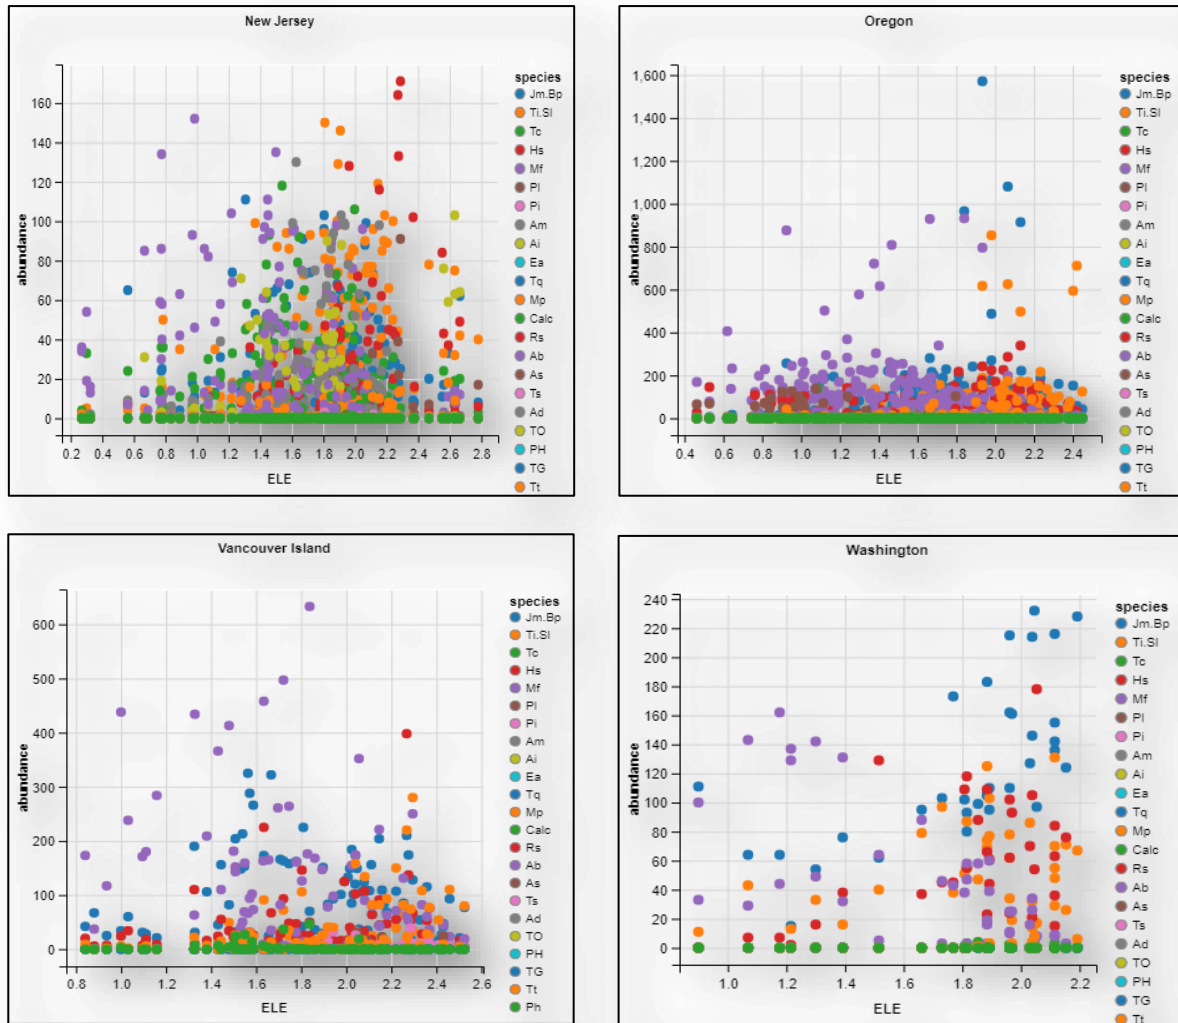 New Jersey
abundance
160
140
120
100
80
60
40
20
0
0.2 0.4 0.6 0.8 1.0 1.2 1.4 1.6 1.8 2.0 2.2 2.4 2.6 2.8
ELE
species
Jm.Bp
Ti.Sl
Tc
Hs
Mf
Pl
Pi
Am
Ai
Ea
Tq
Mp
Calc
Rs
Ab
As
Ts
Ad
TO
PH
TG
Tt
Oregon
abundance
1,600
1,400
1,200
1,000
800
600
400
200
0
0.4 0.6 0.8 1.0 1.2 1.4 1.6 1.8 2.0 2.2 2.4
ELE
species
Jm.Bp
Ti.Sl
Tc
Hs
Mf
Pl
Pi
Am
Ai
Ea
Tq
Mp
Calc
Rs
Ab
As
Ts
Ad
TO
PH
TG
Tt
Vancouver Island
abundance
600
500
400
300
200
100
0
0.8 1.0 1.2 1.4 1.6 1.8 2.0 2.2 2.4 2.6
ELE
species
Jm.Bp
Ti.Sl
Tc
Hs
Mf
Pl
Pi
Am
Ai
Ea
Tq
Mp
Calc
Rs
Ab
As
Ts
Ad
TO
PH
TG
Tt
Ph
Washington
abundance
240
220
200
180
160
140
120
100
80
60
40
20
0
1.0 1.2 1.4 1.6 1.8 2.0 2.2
ELE
species
Jm.Bp
Ti.Sl
Tc
Hs
Mf
Pl
Pi
Am
Ai
Ea
Tq
Mp
Calc
Rs
Ab
As
Ts
Ad
TO
PH
TG
Tt